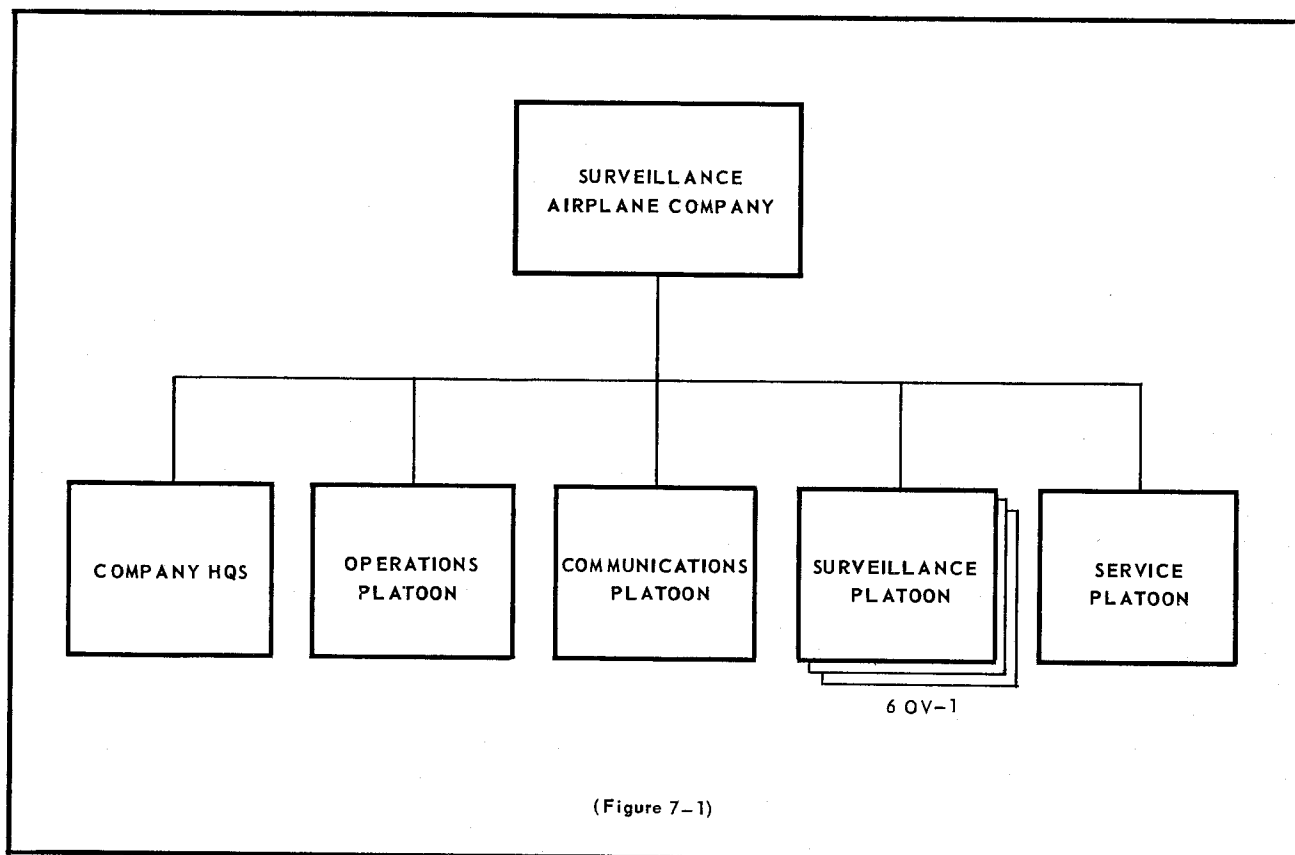 SURVEILLANCE
AIRPLANE COMPANY
COMPANY HQS
OPERATIONS
PLATOON
COMMUNICATIONS
PLATOON
SURVEILLANCE
PLATOON
SERVICE
PLATOON
6 OV-1
(Figure 7-1)